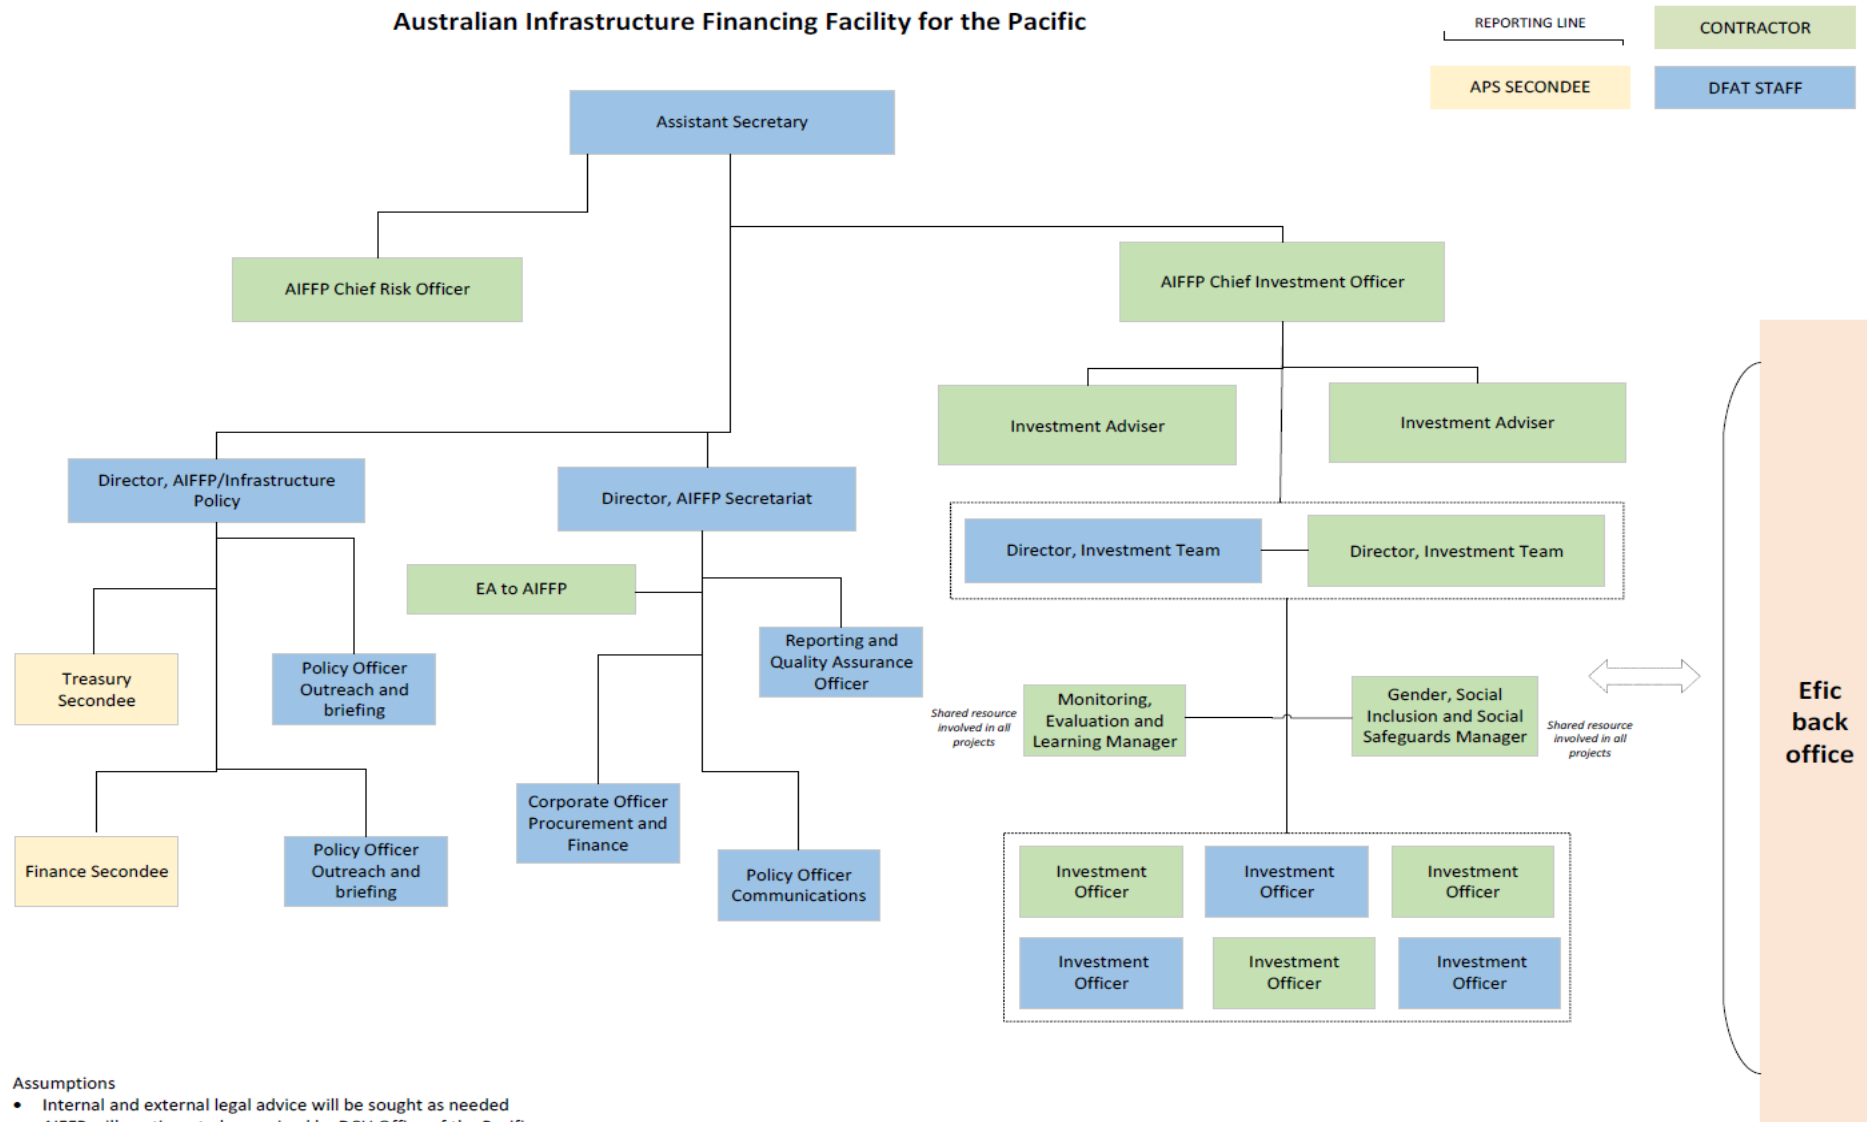 Australian Infrastructure Financing Facility for the Pacific
REPORTING LINE
CONTRACTOR
APS SECONDEE
DFAT STAFF
Assistant Secretary
AIFFP Chief Risk Officer
AIFFP Chief Investment Officer
Investment Adviser
Investment Adviser
Director, AIFFP/Infrastructure
Policy
Director, AIFFP Secretariat
Director, Investment Team
Director, Investment Team
EA to AIFFP
Reporting and
Quality Assurance
Officer
Treasury
Secondee
Policy Officer
Outreach and
briefing
Shared resource
involved in all
projects
Monitoring,
Evaluation and
Learning Manager
Gender, Social
Inclusion and Social
Safeguards Manager
Shared resource
involved in all
projects
Efic
back
office
Corporate Officer
Procurement and
Finance
Finance Secondee
Policy Officer
Outreach and
briefing
Policy Officer
Communications
Investment
Officer
Investment
Officer
Investment
Officer
Investment
Officer
Investment
Officer
Investment
Officer
Assumptions
• Internal and external legal advice will be sought as needed